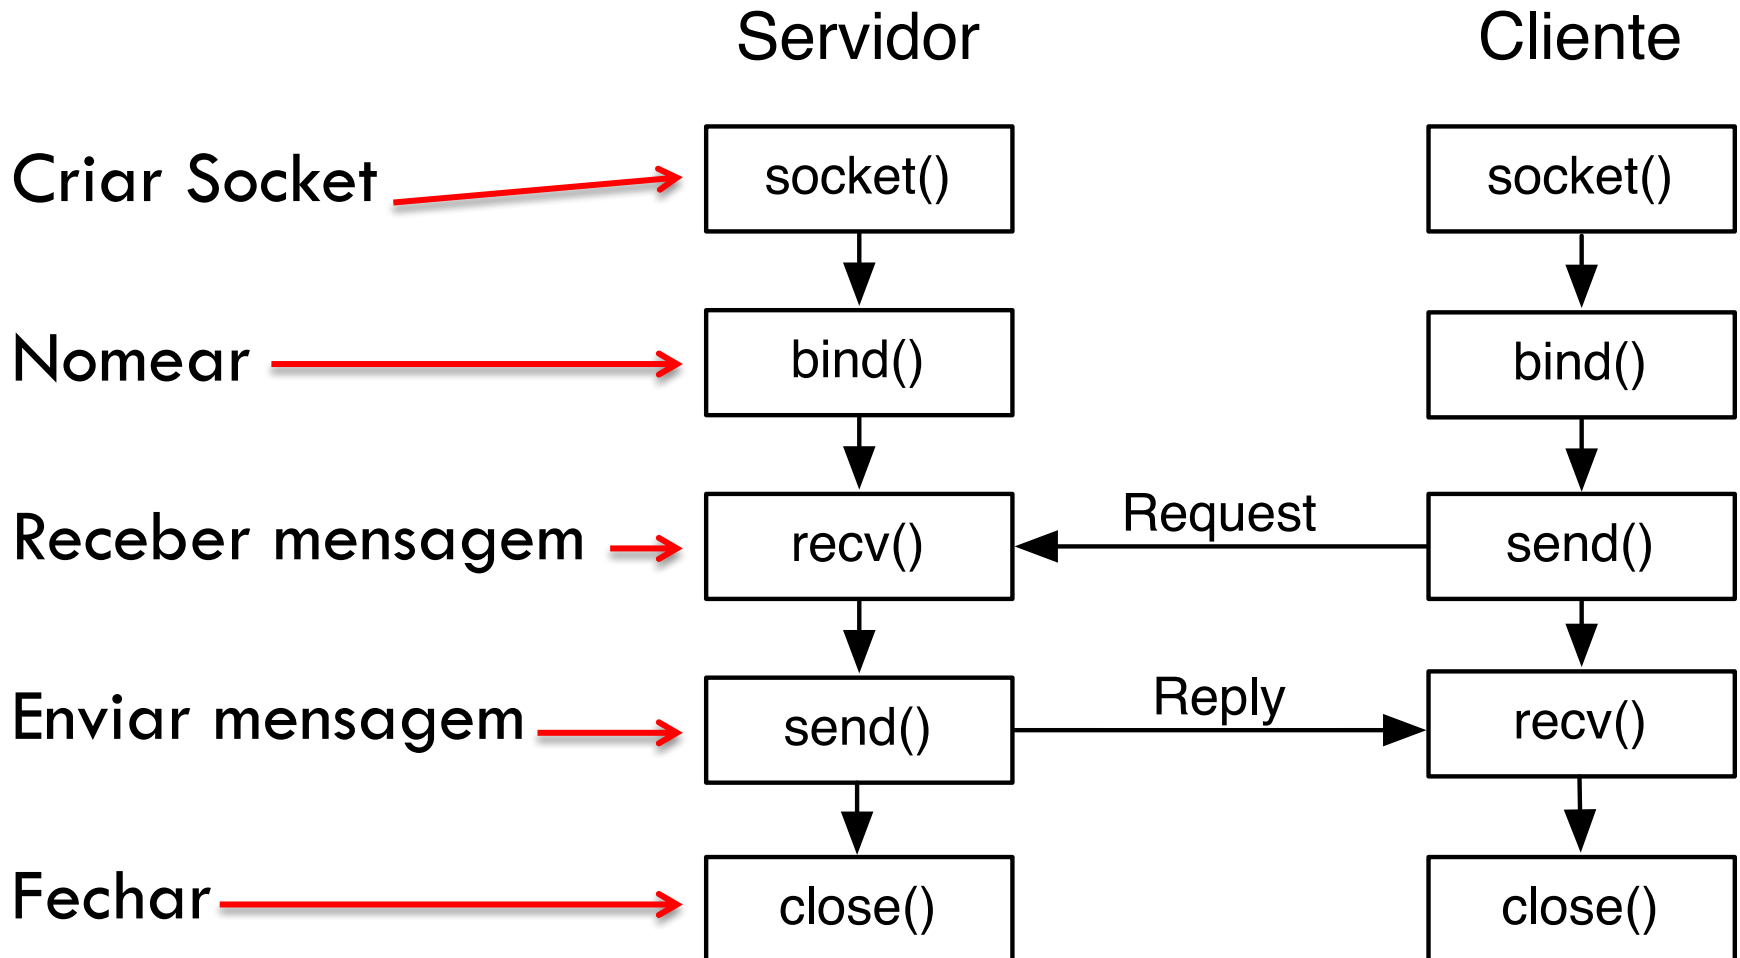 Servidor
Cliente
Criar Socket
socket()
socket()
Nomear
bind()
bind()
Receber mensagem
recv()
Request
send()
Enviar mensagem
send()
Reply
recv()
Fechar
close()
close()